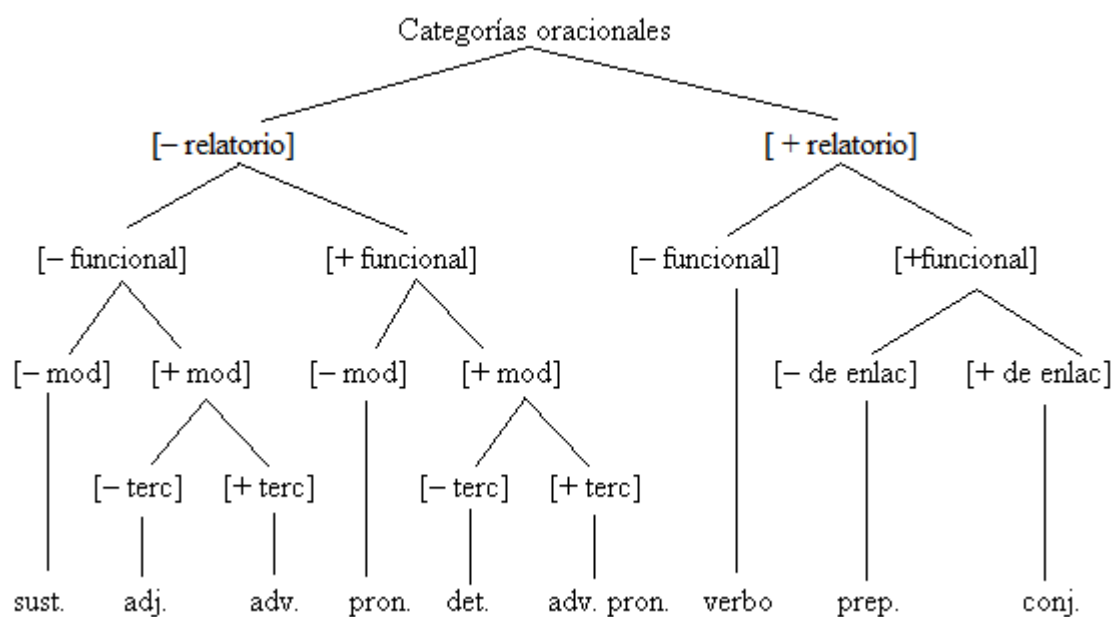 Categorías oracionales
[– relatorio] [ + relatorio]
[– funcional] [+ funcional] [– funcional] [+funcional]
[– mod] [+ mod] [– mod] [+ mod] [– de enlac] [+ de enlac]
[– terc] [+ terc] [– terc] [+ terc]
sust. adj. adv. pron. det. adv. pron. verbo prep. conj.